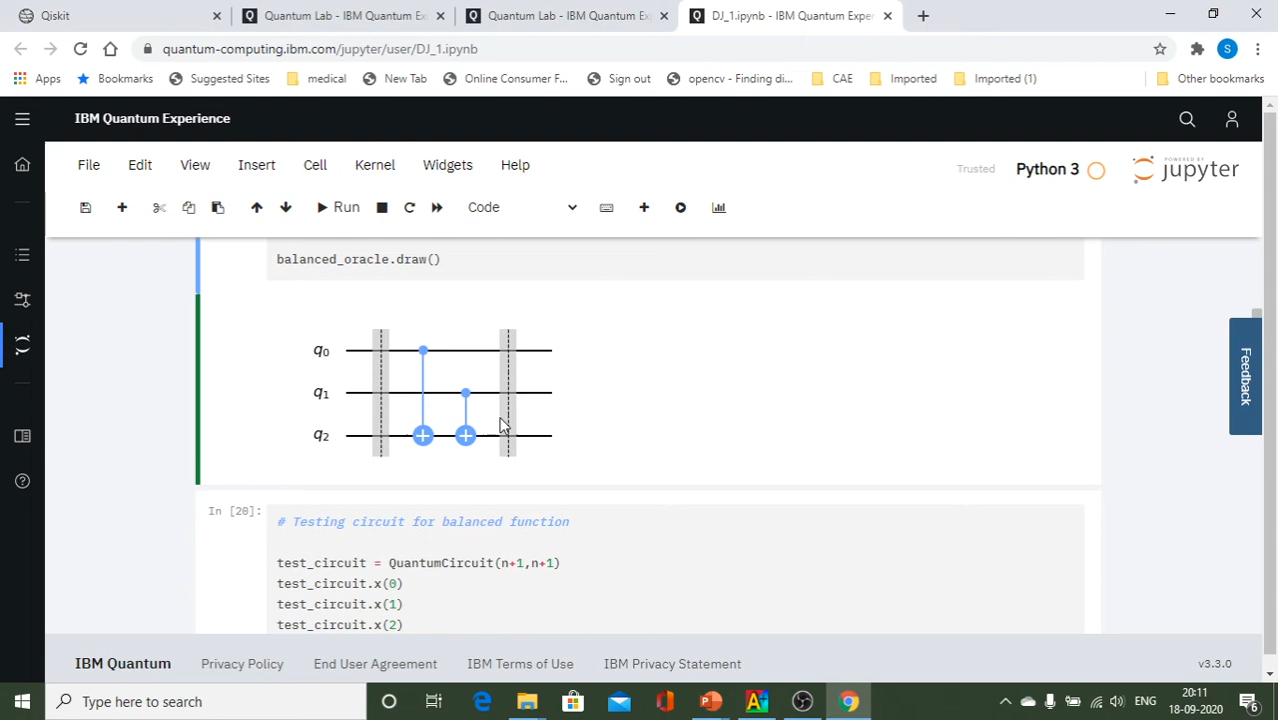 Qiskit
Quantum Lab - IBM Quantum Ex
Quantum Lab - IBM Quantum Ex
DJ_1.ipynb - IBM Quantum Exper
quantum-computing.ibm.com/jupyter/user/DJ_1.ipynb
S
Apps
Bookmarks
Suggested Sites
medical
New Tab
Online Consumer F...
Sign out
opencv - Finding di...
CAE
Imported
Imported (1)
Other bookmarks
IBM Quantum Experience
File
Edit
View
Insert
Cell
Kernel
Widgets
Help
Trusted
Python 3
POWERED BY
jupyter
Run
Code
balanced_oracle.draw()
q0
q1
q2
Feedback
In [20]:
# Testing circuit for balanced function
test_circuit = QuantumCircuit(n+1,n+1)
test_circuit.x(0)
test_circuit.x(1)
test_circuit.x(2)
IBM Quantum
Privacy Policy
End User Agreement
IBM Terms of Use
IBM Privacy Statement
v3.3.0
Type here to search
ENG
20:11
18-09-2020
6